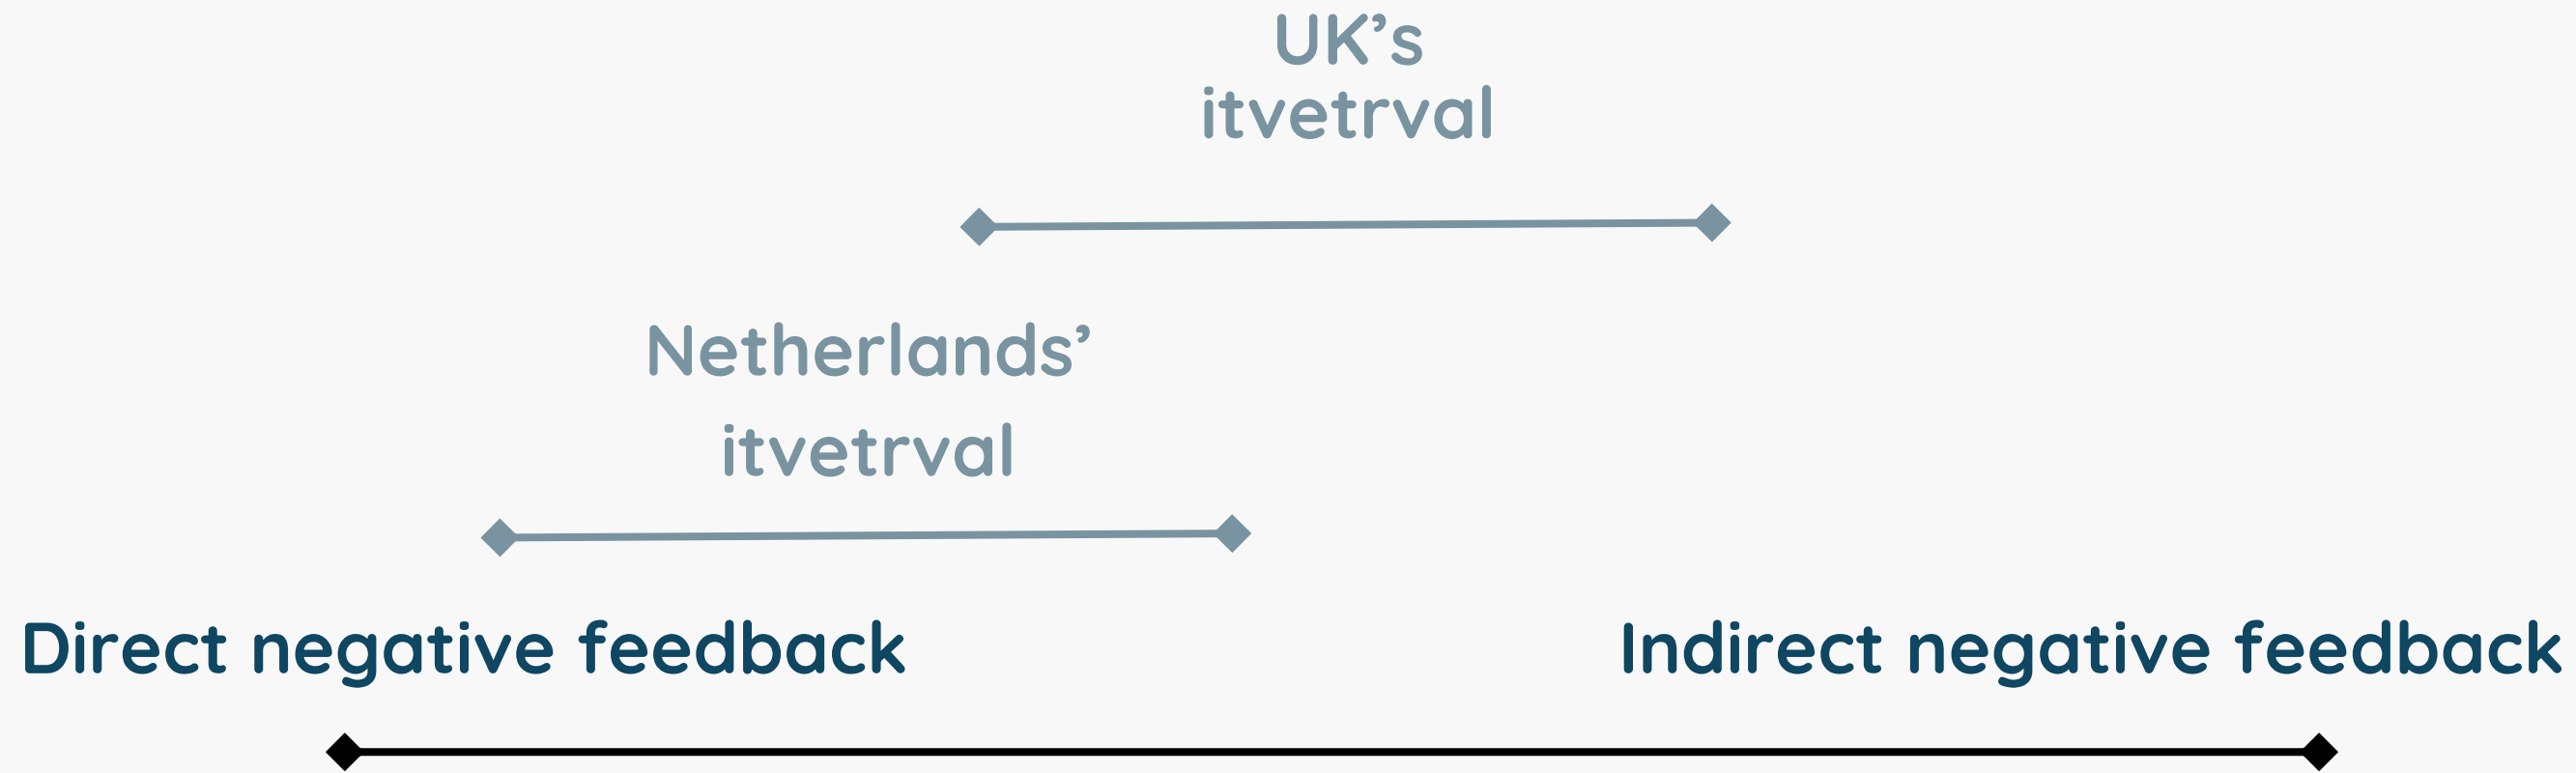 UK’s
itvetrval
Netherlands’
itvetrval
Direct negative feedback
Indirect negative feedback